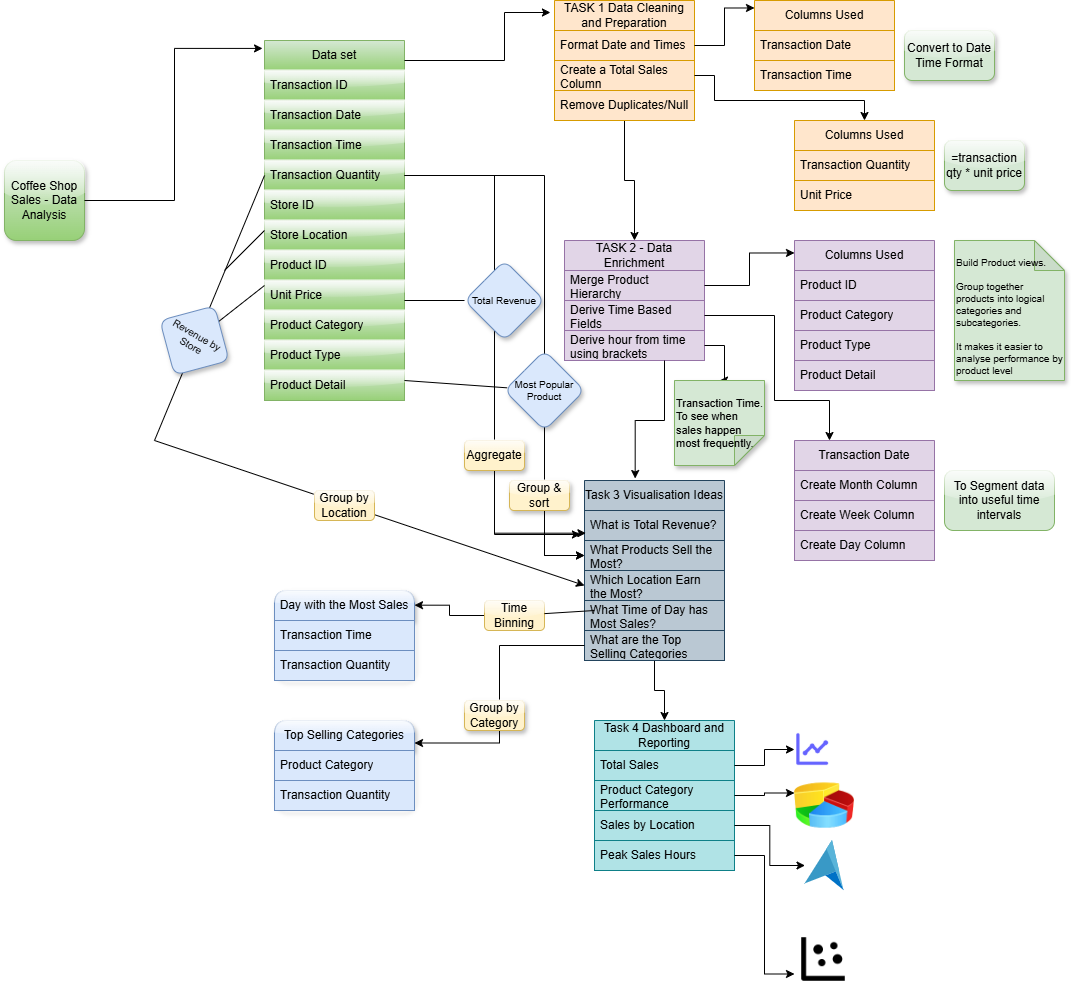 Coffee Shop
Sales - Data
Analysis
Data set
Transaction ID
Transaction Date
Transaction Time
Transaction Quantity
Store ID
Store Location
Product ID
Unit Price
Product Category
Product Type
Product Detail
TASK 1 Data Cleaning
and Preparation
Format Date and Times
Create a Total Sales
Column
Remove Duplicates/Null
Columns Used
Transaction Date
Transaction Time
Convert to Date
Time Format
Columns Used
Transaction Quantity
Unit Price
=transaction
qty * unit price
TASK 2 - Data
Enrichment
Merge Product
Hierarchy
Derive Time Based
Fields
Derive hour from time
using brackets
Columns Used
Product ID
Product Category
Product Type
Product Detail
Build Product views.
Group together
products into logical
categories and
subcategories.
It makes it easier to
analyse performance by
product level
Transaction Time.
To see when
sales happen
most frequently.
Transaction Date
Create Month Column
Create Week Column
Create Day Column
To Segment data
into useful time
intervals
Revenue by
Store
Total Revenue
Most Popular
Product
Aggregate
Group &
sort
Group by
Location
Task 3 Visualisation Ideas
What is Total Revenue?
What Products Sell the
Most?
Which Location Earn
the Most?
What Time of Day has
Most Sales?
What are the Top
Selling Categories
Time
Binning
Day with the Most Sales
Transaction Time
Transaction Quantity
Group by
Category
Top Selling Categories
Product Category
Transaction Quantity
Task 4 Dashboard and
Reporting
Total Sales
Product Category
Performance
Sales by Location
Peak Sales Hours